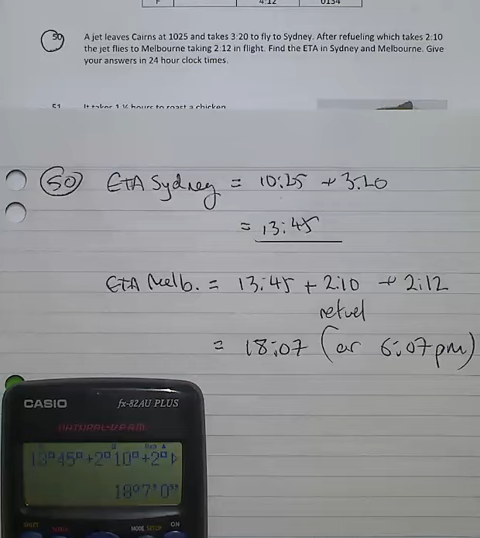 4:12 0134
50 A jet leaves Cairns at 1025 and takes 3:20 to fly to Sydney. After refueling which takes 2:10
the jet flies to Melbourne taking 2:12 in flight. Find the ETA in Sydney and Melbourne. Give
your answers in 24 hour clock times.
51 It takes 1 ½ hours to roast a chicken
50 ETA Sydney = 10:25 + 3:20
= 13:45
ETA Melb. = 13:45 + 2:10 + 2:12
refuel
= 18:07 (or 6:07pm)
CASIO fx-82AU PLUS
NATURAL-V.P.A.M.
13°45°+2°10°+2°
18°7°0"
SHIFT ALPHA MODE SETUP ON